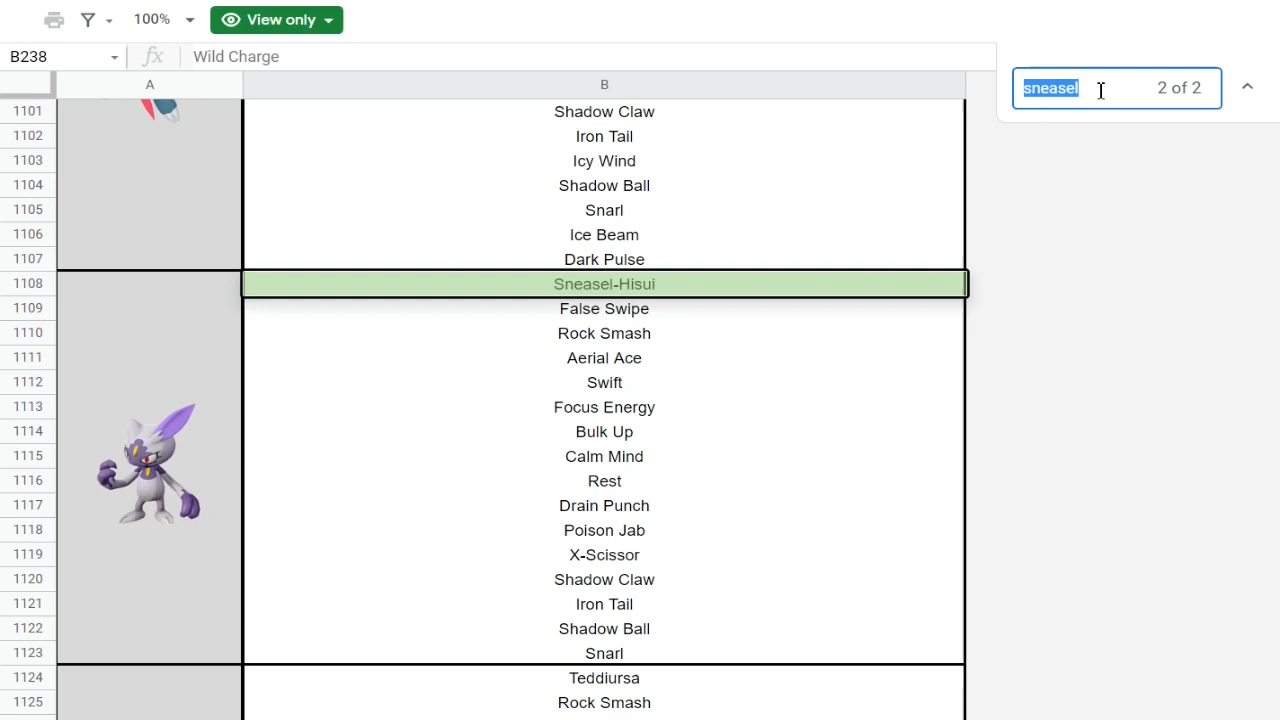 100%
View only
B238
fx
Wild Charge
sneasel
2 of 2
A
B
1101 Shadow Claw
1102 Iron Tail
1103 Icy Wind
1104 Shadow Ball
1105 Snarl
1106 Ice Beam
1107 Dark Pulse
1108 Sneasel-Hisui
1109 False Swipe
1110 Rock Smash
1111 Aerial Ace
1112 Swift
1113 Focus Energy
1114 Bulk Up
1115 Calm Mind
1116 Rest
1117 Drain Punch
1118 Poison Jab
1119 X-Scissor
1120 Shadow Claw
1121 Iron Tail
1122 Shadow Ball
1123 Snarl
1124 Teddiursa
1125 Rock Smash